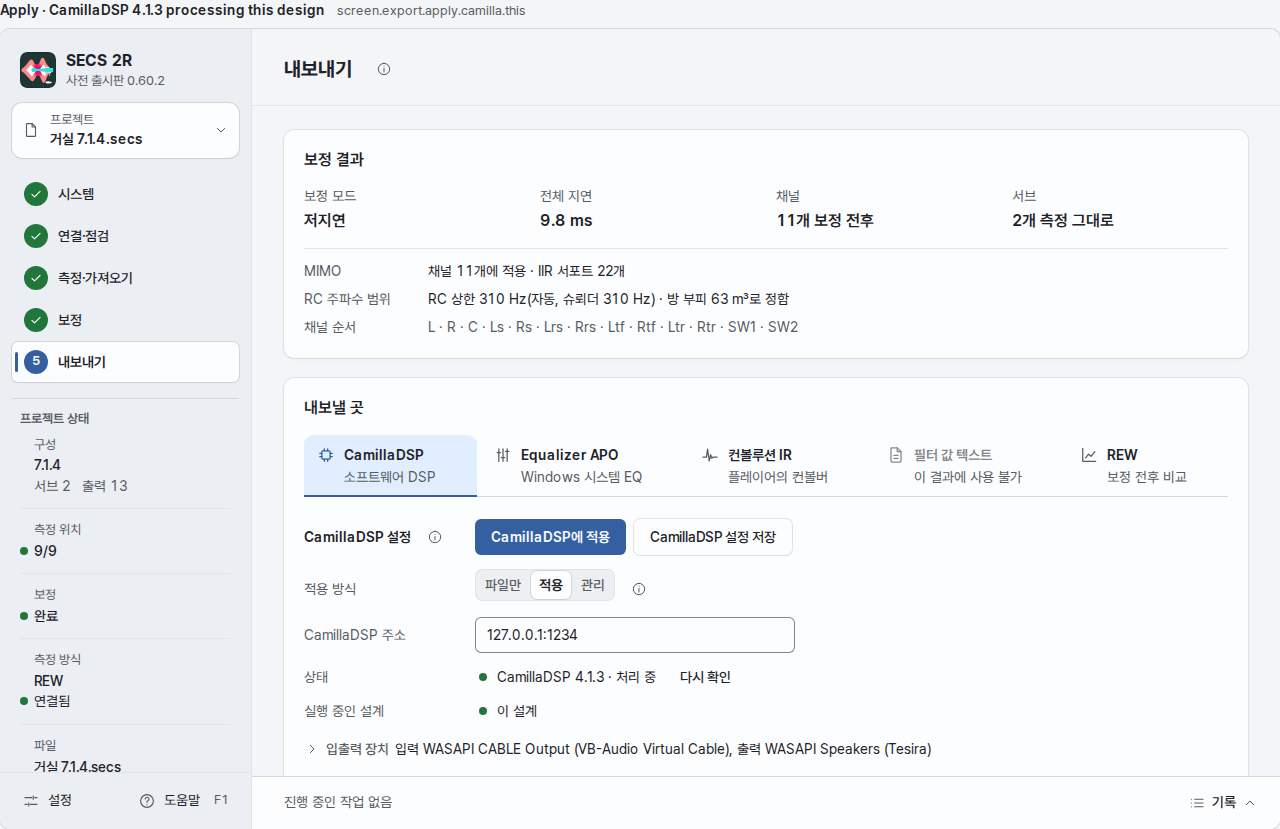 Apply · CamillaDSP 4.1.3 processing this design screen.export.apply.camilla.this
SECS 2R
사전 출시판 0.60.2
프로젝트
거실 7.1.4.secs
시스템
연결·점검
측정·가져오기
보정
5 내보내기
프로젝트 상태
구성
7.1.4
서브 2 출력 13
측정 위치
9/9
보정
완료
측정 방식
REW
연결됨
파일
거실 7.1.4.secs
설정 도움말 F1
내보내기
보정 결과
보정 모드 전체 지연 채널 서브
저지연 9.8 ms 11개 보정 전후 2개 측정 그대로
MIMO 채널 11개에 적용 · IIR 서포트 22개
RC 주파수 범위 RC 상한 310 Hz(자동, 슈뢰더 310 Hz) · 방 부피 63 m³로 정합
채널 순서 L · R · C · Ls · Rs · Lrs · Rrs · Ltf · Rtf · Ltr · Rtr · SW1 · SW2
내보낼 곳
CamillaDSP Equalizer APO 컨볼루션 IR 필터 값 텍스트 REW
소프트웨어 DSP Windows 시스템 EQ 플레이어의 컨볼버 이 결과에 사용 불가 보정 전후 비교
CamillaDSP 설정 CamillaDSP에 적용 CamillaDSP 설정 저장
적용 방식 파일만 적용 관리
CamillaDSP 주소 127.0.0.1:1234
상태 CamillaDSP 4.1.3 · 처리 중 다시 확인
실행 중인 설계 이 설계
입출력 장치 입력 WASAPI CABLE Output (VB-Audio Virtual Cable), 출력 WASAPI Speakers (Tesira)
진행 중인 작업 없음 기록